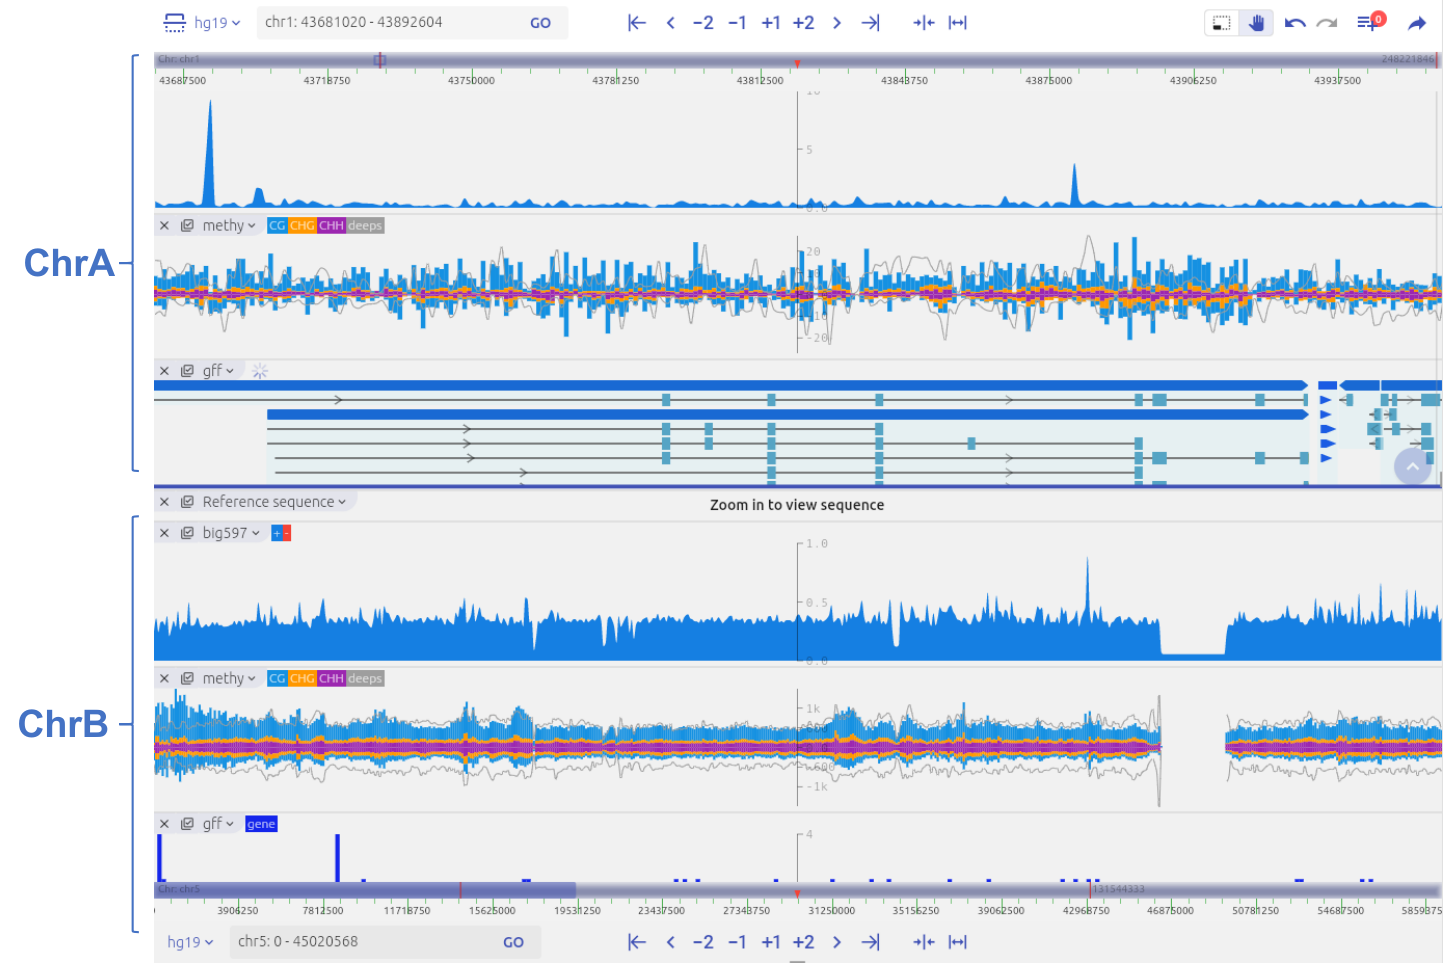 hg19 chr1: 43681020 - 43892604 GO −2 −1 +1 +2 0
Chr: chr1 248221846
43687500 43718750 43750000 43781250 43812500 43843750 43875000 43906250 43937500
10
5
0.0
methy CG CHG CHH deeps
20
-10
-20
ChrA
gff
Reference sequence Zoom in to view sequence
big597 + -
1.0
0.5
0.0
methy CG CHG CHH deeps
1k
-600
-1k
ChrB
gff gene
4
Chr: chr5 131544333
3906250 7812500 11718750 15625000 19531250 23437500 27343750 31250000 35156250 39062500 42968750 46875000 50781250 54687500 5859375
hg19 chr5: 0 - 45020568 GO −2 −1 +1 +2